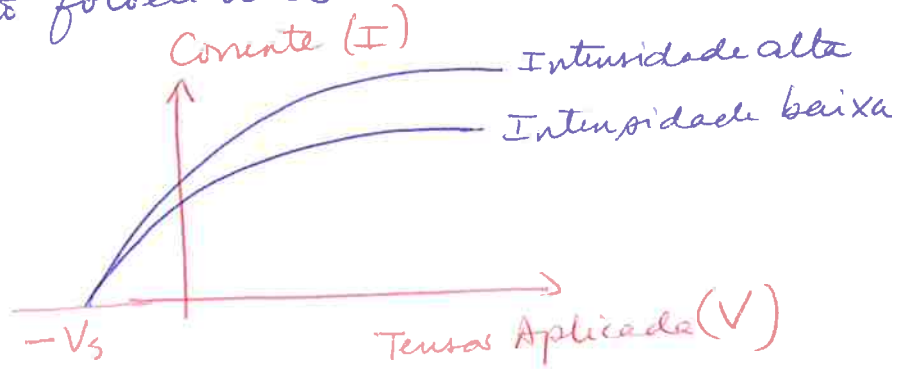 Corrente (I)
Intensidade alta
Intensidade baixa
-Vs
Tensão Aplicada (V)